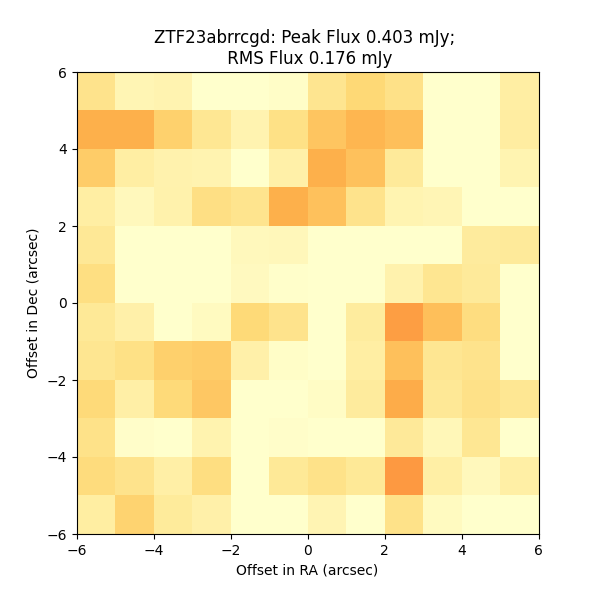 ZTF23abrrcgd: Peak Flux 0.403 mJy;
RMS Flux 0.176 mJy
6
4
2
0
−2
−4
−6
Offset in Dec (arcsec)
−6 −4 −2 0 2 4 6
Offset in RA (arcsec)